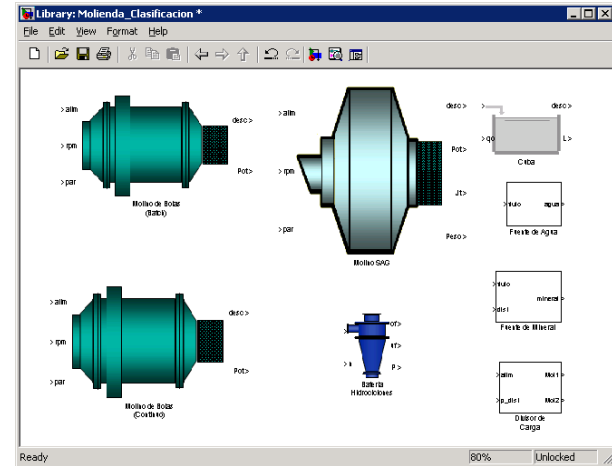 Library: Molienda_Clasificacion *
File Edit View Format Help
alim
rpm
par
desc
Pot
Molino de Bolas
(Batch)
alim
rpm
par
desc
Pot
Jt
Peso
Molino SAG
desc
qo
L
Cuba
flujo
agua
Fuente de Agua
alim
rpm
par
desc
Pot
Molino de Bolas
(Continuo)
of
uf
P
Batería
Hidrociclones
flujo
dist
mineral
Fuente de Mineral
alim
p_dist
Mol1
Mol2
Divisor de
Carga
Ready
80%
Unlocked